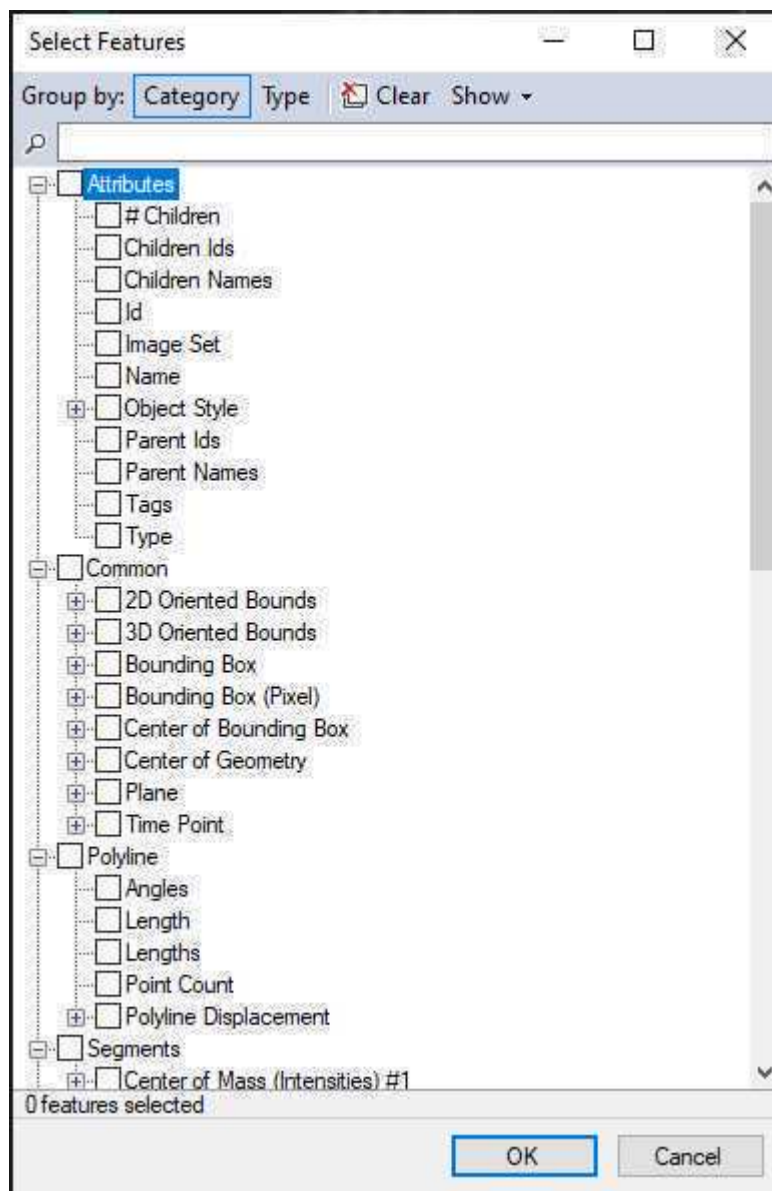 Select Features
Group by: Category Type Clear Show
Attributes
# Children
Children Ids
Children Names
Id
Image Set
Name
Object Style
Parent Ids
Parent Names
Tags
Type
Common
2D Oriented Bounds
3D Oriented Bounds
Bounding Box
Bounding Box (Pixel)
Center of Bounding Box
Center of Geometry
Plane
Time Point
Polyline
Angles
Length
Lengths
Point Count
Polyline Displacement
Segments
Center of Mass (Intensities) #1
0 features selected
OK Cancel